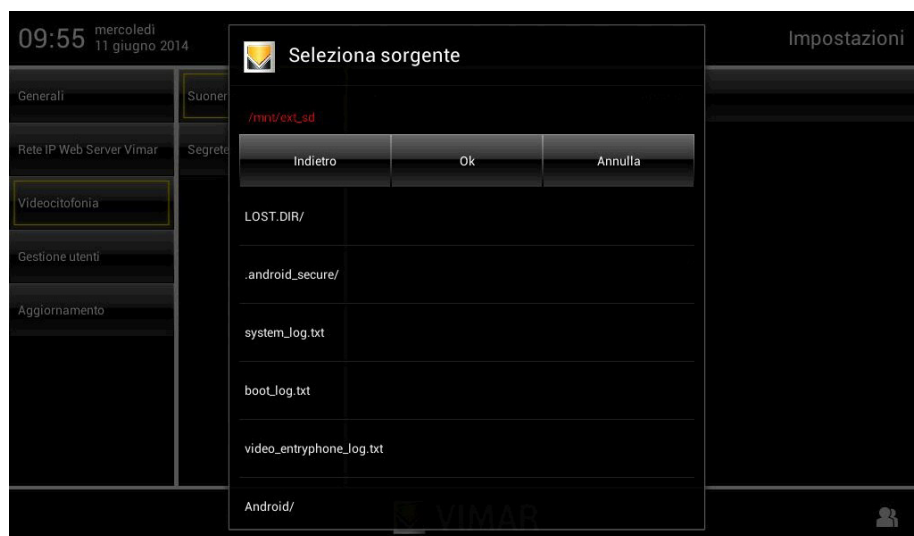 09:55 mercoledì
11 giugno 2014
Seleziona sorgente
Impostazioni
Generali
Suoner
/mnt/ext_sd
Rete IP Web Server Vimar
Segrete
Indietro
Ok
Annulla
Videocitofonia
LOST.DIR/
Gestione utenti
.android_secure/
Aggiornamento
system_log.txt
boot_log.txt
video_entryphone_log.txt
Android/
VIMAR